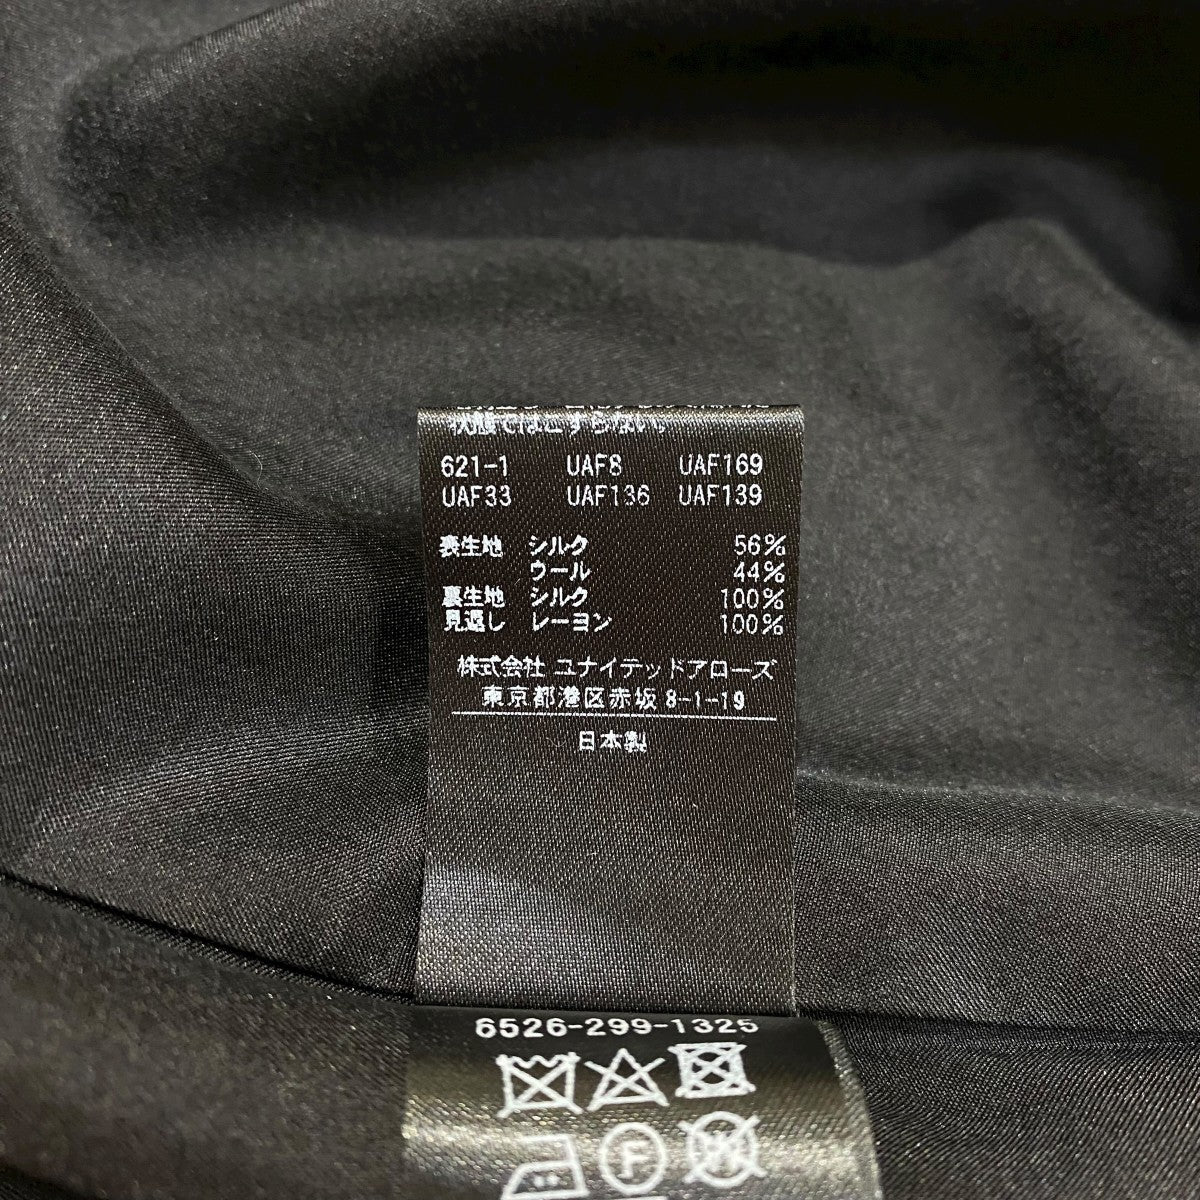 状態ではこすらない。
621-1 UAF8 UAF169
UAF33 UAF136 UAF139
表生地 シルク 56%
ウール 44%
裏生地 シルク 100%
見返し レーヨン 100%
株式会社 ユナイテッドアローズ
東京都港区赤坂 8-1-19
日本製
6526-299-1325
F